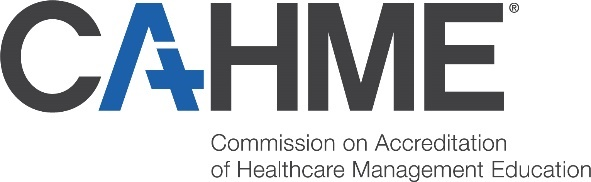 CAHME®
Commission on Accreditation
of Healthcare Management Education